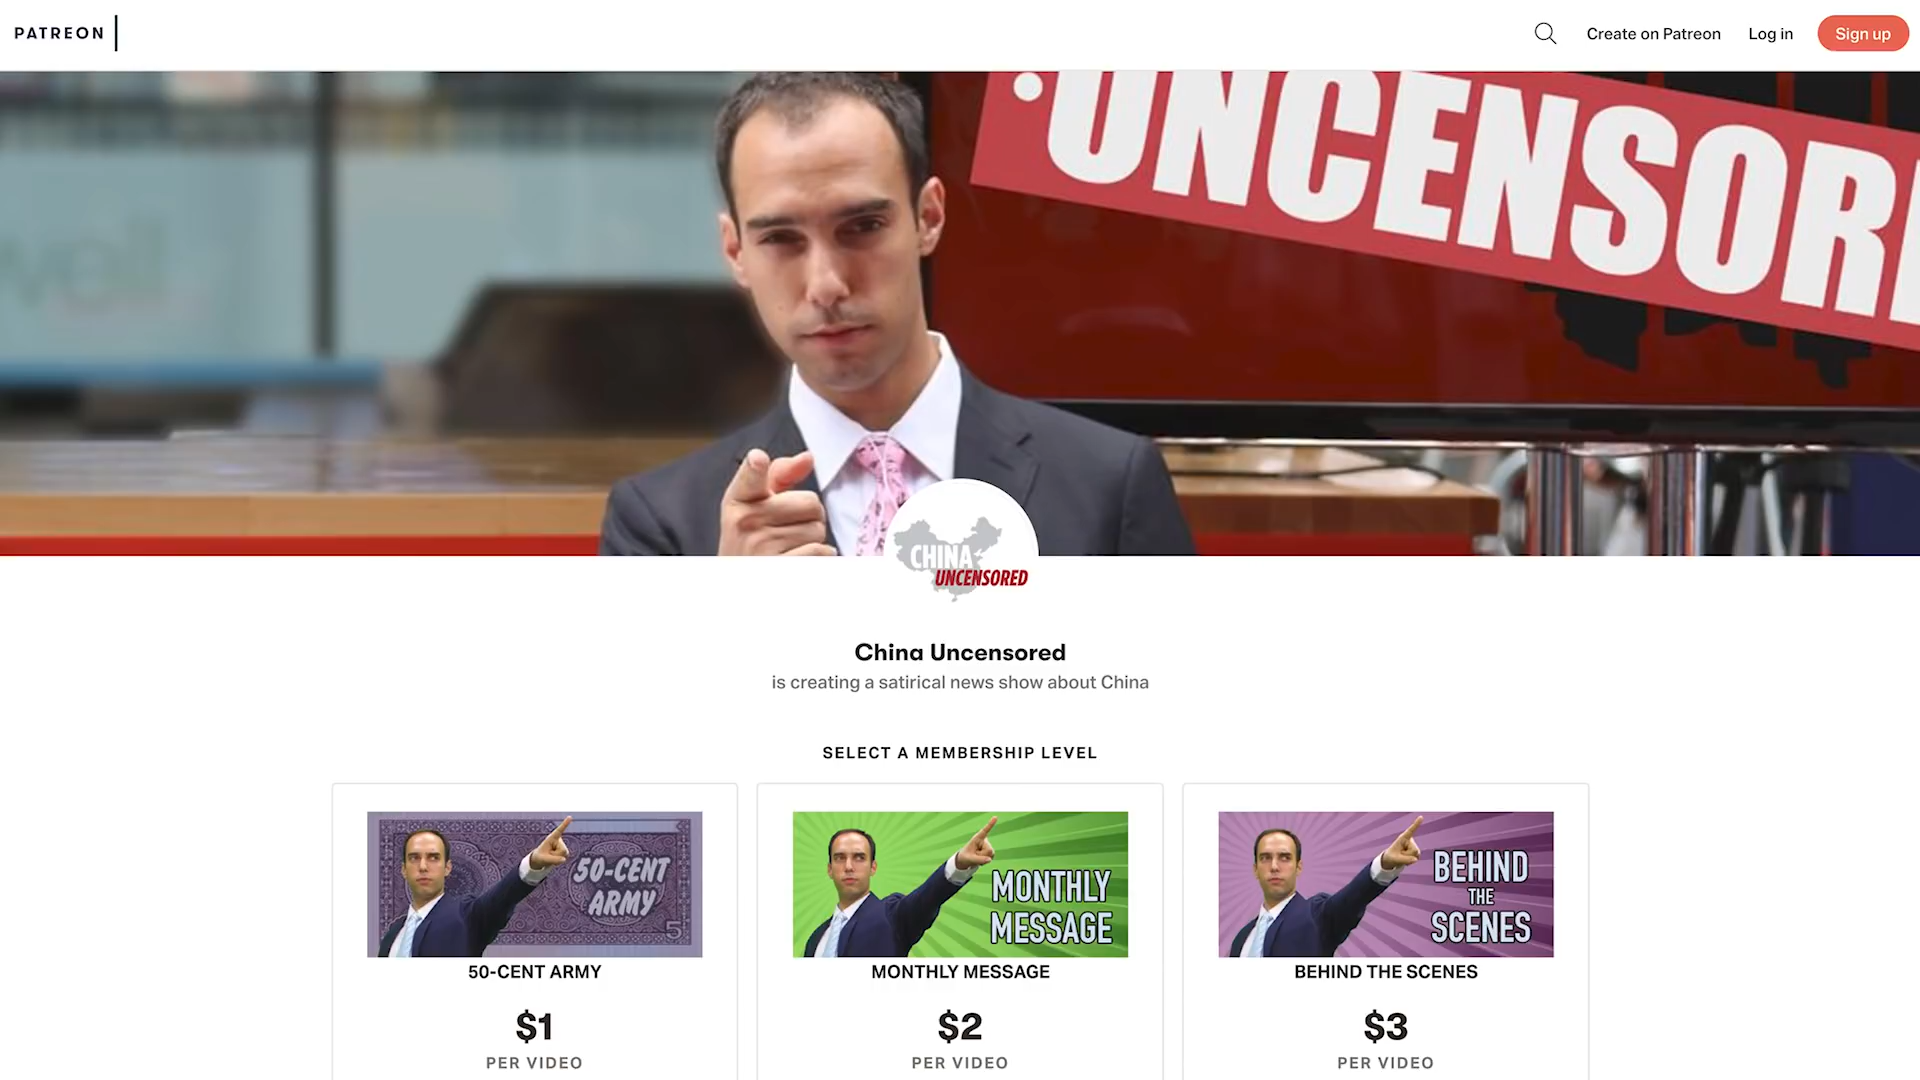 PATREON
Create on Patreon
Log in
Sign up
UNCENSOR
CHINA
UNCENSORED
China Uncensored
is creating a satirical news show about China
SELECT A MEMBERSHIP LEVEL
50-CENT
ARMY
5
50-CENT ARMY
$1
PER VIDEO
MONTHLY
MESSAGE
MONTHLY MESSAGE
$2
PER VIDEO
BEHIND
THE
SCENES
BEHIND THE SCENES
$3
PER VIDEO